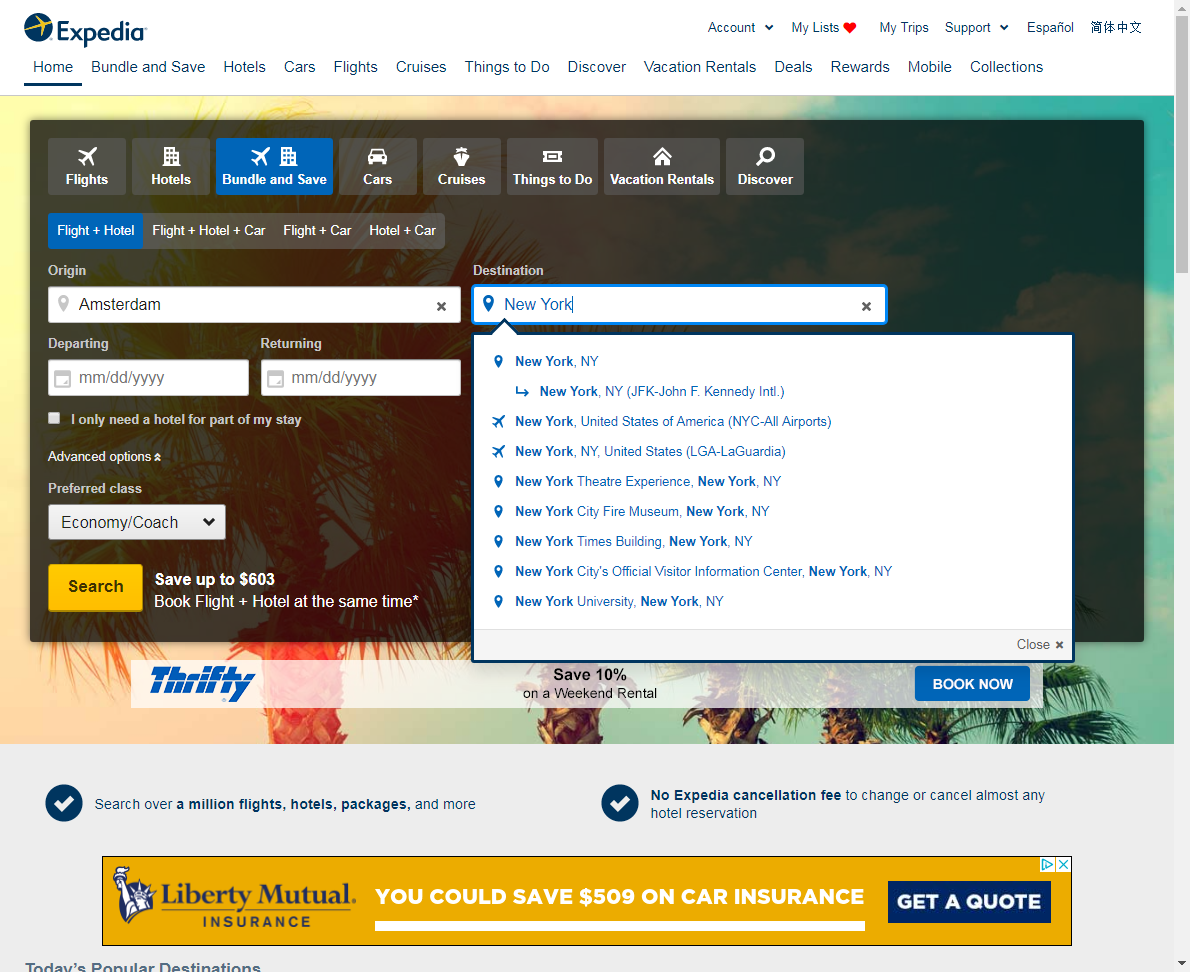 Expedia
Account
My Lists
My Trips
Support
Español
简体中文
Home
Bundle and Save
Hotels
Cars
Flights
Cruises
Things to Do
Discover
Vacation Rentals
Deals
Rewards
Mobile
Collections
Flights
Hotels
Bundle and Save
Cars
Cruises
Things to Do
Vacation Rentals
Discover
Flight + Hotel
Flight + Hotel + Car
Flight + Car
Hotel + Car
Origin
Destination
Amsterdam
New York
Departing
Returning
mm/dd/yyyy
mm/dd/yyyy
I only need a hotel for part of my stay
Advanced options
Preferred class
Economy/Coach
Search
Save up to $603
Book Flight + Hotel at the same time*
New York, NY
New York, NY (JFK-John F. Kennedy Intl.)
New York, United States of America (NYC-All Airports)
New York, NY, United States (LGA-LaGuardia)
New York Theatre Experience, New York, NY
New York City Fire Museum, New York, NY
New York Times Building, New York, NY
New York City's Official Visitor Information Center, New York, NY
New York University, New York, NY
Close
Thrifty
Save 10%
on a Weekend Rental
BOOK NOW
Search over a million flights, hotels, packages, and more
No Expedia cancellation fee to change or cancel almost any
hotel reservation
Liberty Mutual.
INSURANCE
YOU COULD SAVE $509 ON CAR INSURANCE
GET A QUOTE
Today's Popular Destinations